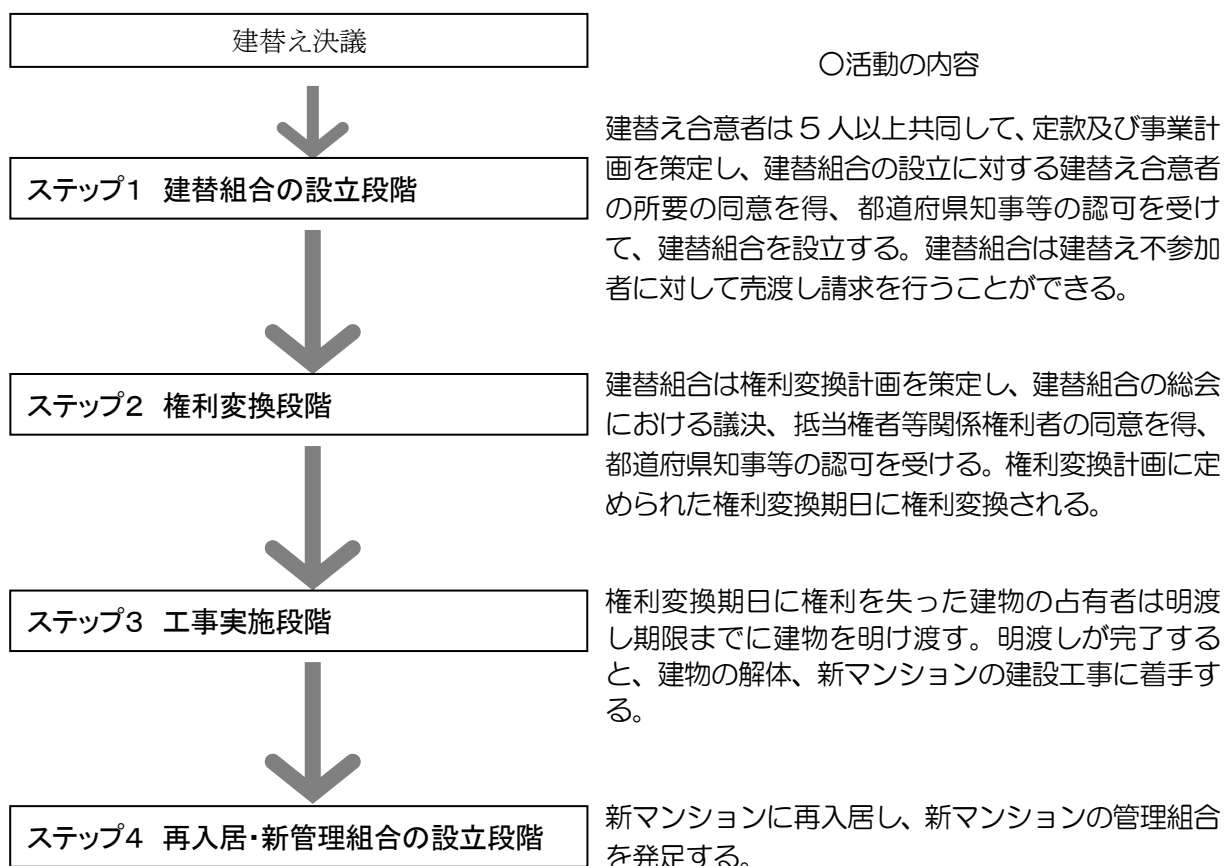 建替え決議
○活動の内容
ステップ1 建替組合の設立段階
建替え合意者は5人以上共同して、定款及び事業計
画を策定し、建替組合の設立に対する建替え合意者
の所要の同意を得、都道府県知事等の認可を受け
て、建替組合を設立する。建替組合は建替え不参加
者に対して売渡し請求を行うことができる。
ステップ2 権利変換段階
建替組合は権利変換計画を策定し、建替組合の総会
における議決、抵当権者等関係権利者の同意を得、
都道府県知事等の認可を受ける。権利変換計画に定
められた権利変換期日に権利変換される。
ステップ3 工事実施段階
権利変換期日に権利を失った建物の占有者は明渡
し期限までに建物を明け渡す。明渡しが完了する
と、建物の解体、新マンションの建設工事に着手す
る。
ステップ4 再入居・新管理組合の設立段階
新マンションに再入居し、新マンションの管理組合
を発足する。